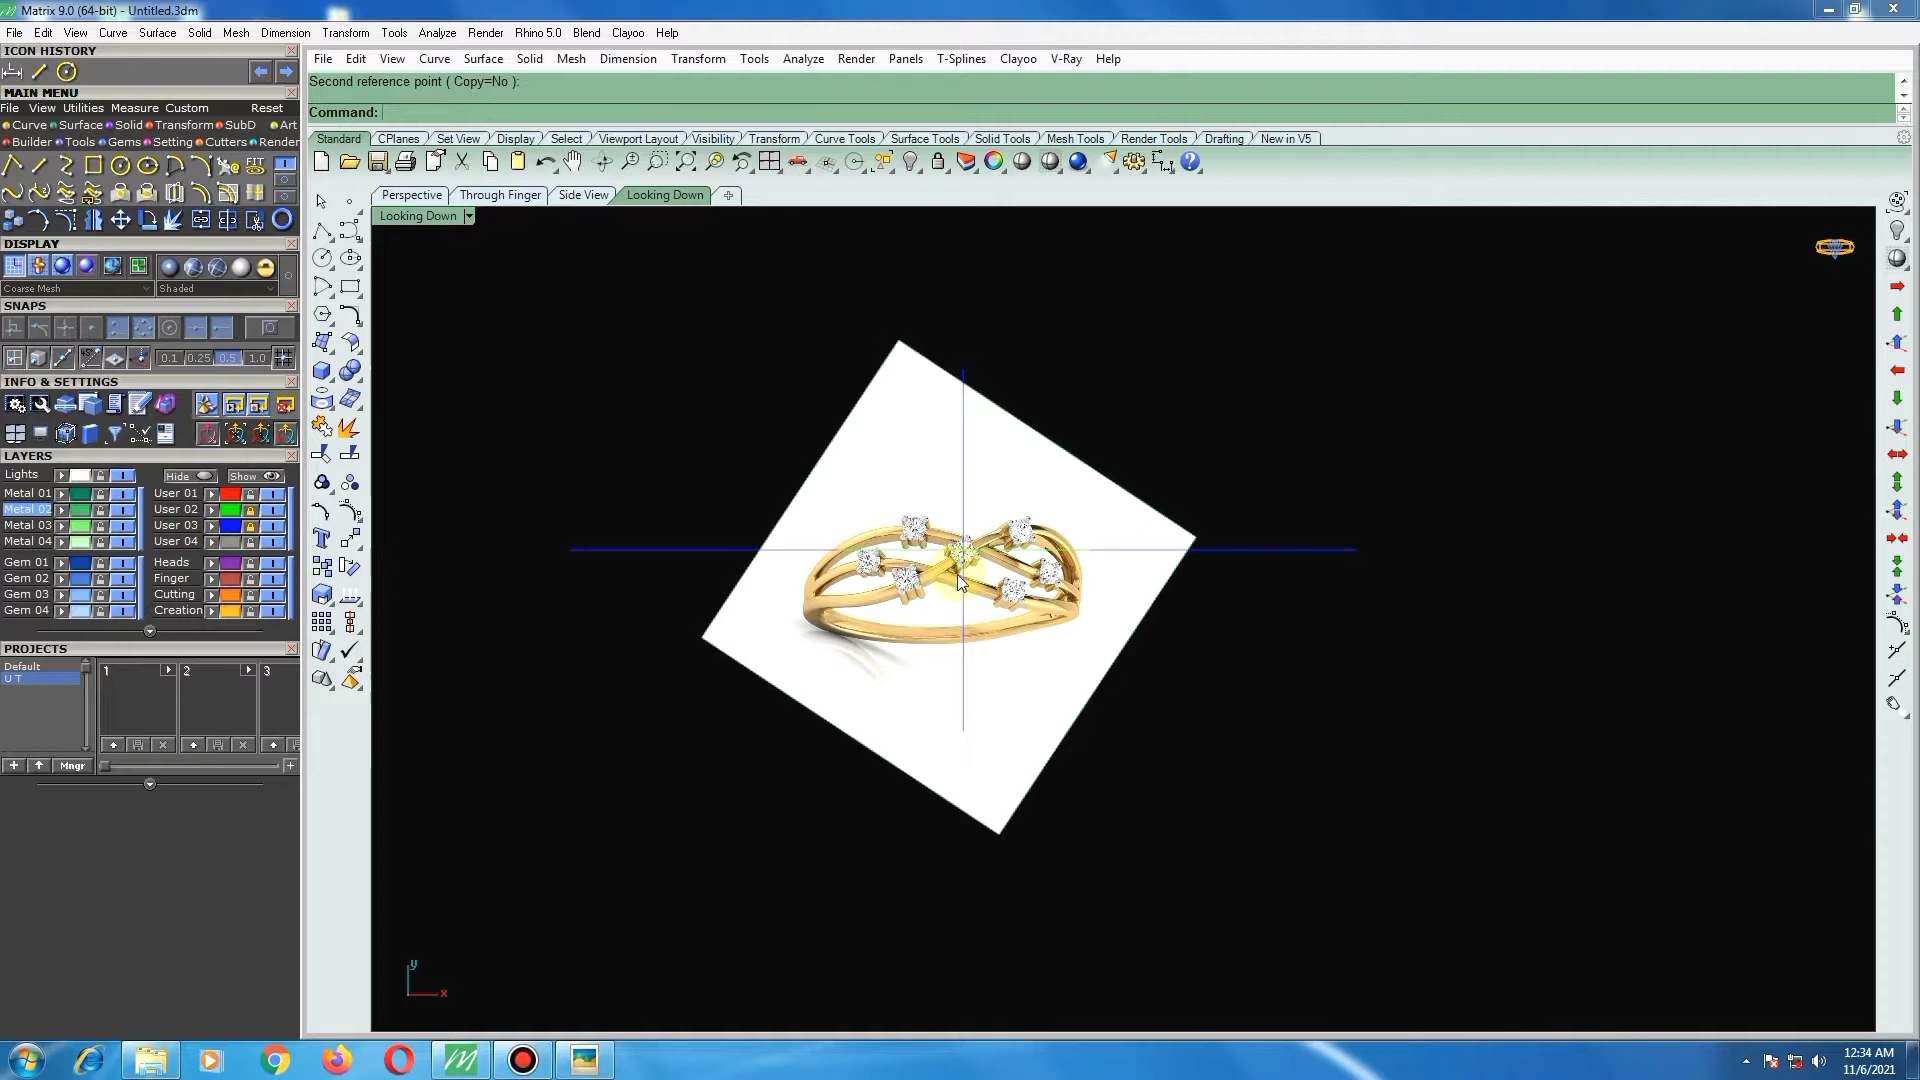 Matrix 9.0 (64-bit) - Untitled.3dm
File Edit View Curve Surface Solid Mesh Dimension Transform Tools Analyze Render Rhino 5.0 Blend Clayoo Help
ICON HISTORY
File Edit View Curve Surface Solid Mesh Dimension Transform Tools Analyze Render Panels T-Splines Clayoo V-Ray Help
Second reference point ( Copy=No ):
MAIN MENU
File View Utilities Measure Custom Reset
Command:
Curve Surface Solid Transform SubD Art
Builder Tools Gems Setting Cutters Render
Standard CPlanes Set View Display Select Viewport Layout Visibility Transform Curve Tools Surface Tools Solid Tools Mesh Tools Render Tools Drafting New in V5
FIT
Perspective Through Finger Side View Looking Down
Looking Down
DISPLAY
Coarse Mesh Shaded
SNAPS
0.1 0.25 0.5 1.0
INFO & SETTINGS
LAYERS
Lights Hide Show
Metal 01 User 01
Metal 02 User 02
Metal 03 User 03
Metal 04 User 04
Gem 01 Heads
Gem 02 Finger
Gem 03 Cutting
Gem 04 Creation
PROJECTS
Default
U T
1 2 3
Mngr
y
x
12:34 AM
11/6/2021